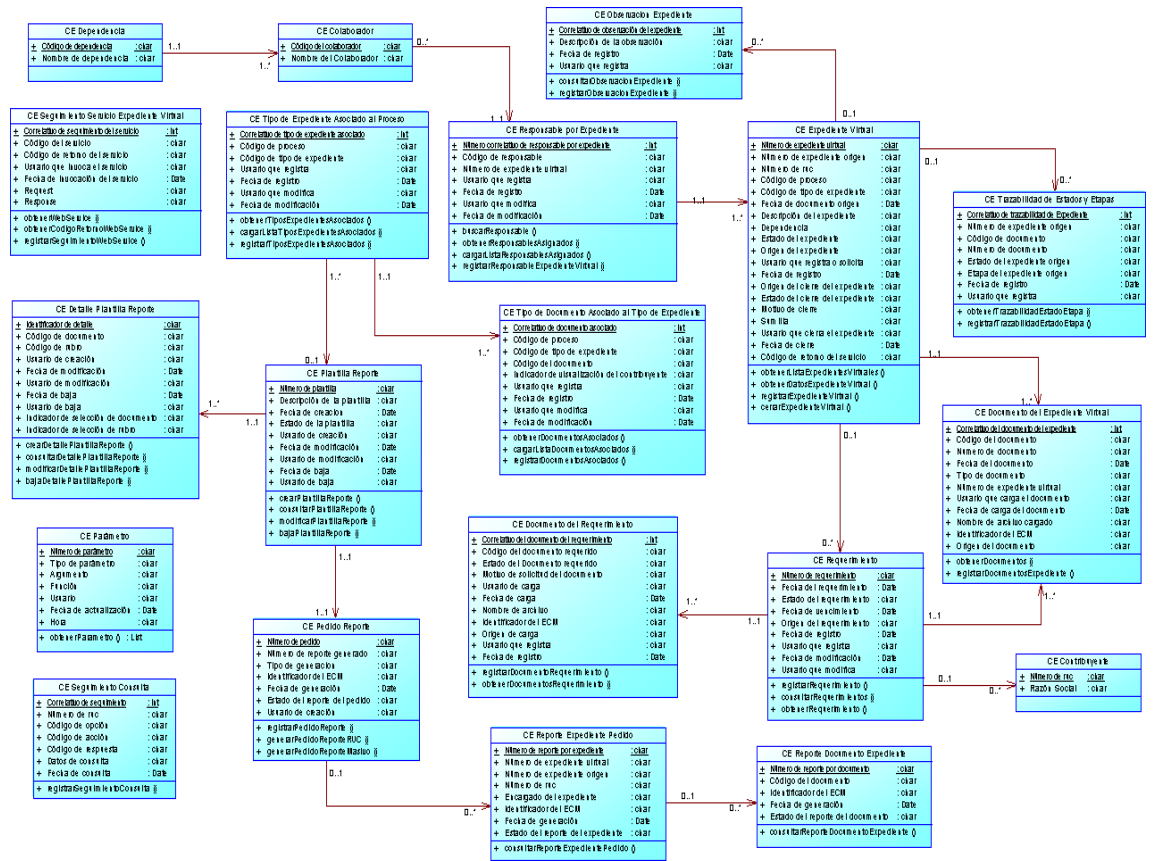 CE Dependencia
+ Código de dependencia : char
+ Nombre de dependencia : char
1..1
1..*
CE Colaborador
+ Código del colaborador : char
+ Nombre del Colaborador : char
0..*
1..1
CE Observacion Expediente
+ Correlativo de observación del expediente : int
+ Descripción de la observación : char
+ Fecha de registro : Date
+ Usuario que registra : char
+ consultarObservacionExpediente ()
+ registrarObservacionExpediente ()
0..*
0..1
CE Seguimiento Servicio Expediente Virtual
+ Correlativo de seguimiento del servicio : int
+ Código del servicio : char
+ Código de retorno del servicio : char
+ Usuario que invoca el servicio : char
+ Fecha de invocación del servicio : Date
+ Request : char
+ Response : char
+ obtenerWebService ()
+ obtenerCodigoRetornoWebService ()
+ registrarSeguimientoWebService ()
CE Tipo de Expediente Asociado al Proceso
+ Correlativo de tipo de expediente asociado : int
+ Código de proceso : char
+ Código de tipo de expediente : char
+ Usuario que registra : char
+ Fecha de registro : Date
+ Usuario que modifica : char
+ Fecha de modificación : Date
+ obtenerTiposExpedientesAsociados ()
+ cargarListaTiposExpedientesAsociados ()
+ registrarTiposExpedientesAsociados ()
1..*
1..1
0..1
1..*
CE Responsable por Expediente
+ Número correlativo de responsable por expediente : int
+ Código de responsable : char
+ Número de expediente virtual : char
+ Usuario que registra : char
+ Fecha de registro : Date
+ Usuario que modifica : char
+ Fecha de modificación : Date
+ buscarResponsable ()
+ obtenerResponsablesAsignados ()
+ cargarListaResponsablesAsignados ()
+ registrarResponsableExpedienteVirtual ()
1..1
1..*
CE Expediente Virtual
+ Número de expediente virtual : char
+ Número de expediente origen : char
+ Número de ruc : char
+ Código de proceso : char
+ Código de tipo de expediente : char
+ Fecha de documento origen : Date
+ Descripción del expediente : char
+ Dependencia : char
+ Estado del expediente : char
+ Origen del expediente : char
+ Usuario que registra o solicita : char
+ Fecha de registro : Date
+ Origen del cierre del expediente : char
+ Estado del cierre del expediente : char
+ Motivo de cierre : char
+ Sumilla : char
+ Usuario que cierra el expediente : char
+ Fecha de cierre : Date
+ Código de retorno del servicio : char
+ obtenerListaExpedientesVirtuales ()
+ obtenerDatosExpedienteVirtual ()
+ registrarExpedienteVirtual ()
+ cerrarExpedienteVirtual ()
0..1
0..*
CE Trazabilidad de Estados y Etapas
+ Correlativo de trazabilidad de Expediente : int
+ Número de expediente origen : char
+ Código de documento : char
+ Número de documento : char
+ Estado del expediente origen : char
+ Etapa del expediente origen : char
+ Fecha de registro : Date
+ Usuario que registra : char
+ obtenerTrazabilidadEstadoEtapa ()
+ registrarTrazabilidadEstadoEtapa ()
1..1
1..*
0..1
0..*
CE Detalle Plantilla Reporte
+ Identificador de detalle : char
+ Código de documento : char
+ Código de rubro : char
+ Usuario de creación : char
+ Fecha de modificación : Date
+ Usuario de modificación : char
+ Fecha de baja : Date
+ Usuario de baja : char
+ Indicador de selección de documento : char
+ Indicador de selección de rubro : char
+ crearDetallePlantillaReporte ()
+ consultarDetallePlantillaReporte ()
+ modificarDetallePlantillaReporte ()
+ bajaDetallePlantillaReporte ()
1..*
1..1
CE Plantilla Reporte
+ Número de plantilla : char
+ Descripción de la plantilla : char
+ Fecha de creacion : Date
+ Estado de la plantilla : char
+ Usuario de creación : char
+ Fecha de modificación : Date
+ Usuario de modificación : char
+ Fecha de baja : Date
+ Usuario de baja : char
+ crearPlantillaReporte ()
+ consultarPlantillaReporte ()
+ modificarPlantillaReporte ()
+ bajaPlantillaReporte ()
1..1
1..1
CE Tipo de Documento Asociado al Tipo de Expediente
+ Correlativo de documento asociado : int
+ Código de proceso : char
+ Código de tipo de expediente : char
+ Código del documento : char
+ Indicador de visualización del contribuyente : char
+ Usuario que registra : char
+ Fecha de registro : Date
+ Usuario que modifica : char
+ Fecha de modificación : Date
+ obtenerDocumentosAsociados ()
+ cargarListaDocumentosAsociados ()
+ registrarDocumentosAsociados ()
CE Documento del Expediente Virtual
+ Correlativo del documento del expediente : int
+ Código del documento : char
+ Número de documento : char
+ Fecha del documento : Date
+ Tipo de documento : char
+ Número de expediente virtual : char
+ Usuario que carga el documento : char
+ Fecha de carga del documento : Date
+ Nombre de archivo cargado : char
+ Identificador del ECM : char
+ Origen del documento : char
+ obtenerDocumentos ()
+ registrarDocumentosExpediente ()
1..*
CE Parámetro
+ Número de parámetro : char
+ Tipo de parámetro : char
+ Argumento : char
+ Función : char
+ Usuario : char
+ Fecha de actualización : Date
+ Hora : char
+ obtenerParametro () : List
CE Documento del Requerimiento
+ Correlativo del documento del requerimiento : int
+ Código del documento requerido : char
+ Estado del Documento requerido : char
+ Motivo de solicitud del documento : char
+ Usuario de carga : char
+ Fecha de carga : Date
+ Nombre de archivo : char
+ Identificador del ECM : char
+ Origen de carga : char
+ Usuario que registra : char
+ Fecha de registro : Date
+ registrarDocumentoRequerimiento ()
+ obtenerDocumentosRequerimiento ()
1..*
1..1
CE Requerimiento
+ Número de requerimiento : char
+ Fecha del requerimiento : Date
+ Estado del requerimiento : char
+ Fecha de vencimiento : Date
+ Origen del requerimiento : char
+ Fecha de registro : Date
+ Usuario que registra : char
+ Fecha de modificación : Date
+ Usuario que modifica : char
+ registrarRequerimiento ()
+ consultarRequerimientos ()
+ obtenerRequerimiento ()
1..1
0..1
0..*
CE Contribuyente
+ Número de ruc : char
+ Razón Social : char
CE Pedido Reporte
+ Número de pedido : char
+ Número de reporte generado : char
+ Tipo de generación : char
+ Identificador del ECM : char
+ Fecha de generación : Date
+ Estado del reporte del pedido : char
+ Usuario de creación : char
+ registrarPedidoReporte ()
+ generarPedidoReporteRUC ()
+ generarPedidoReporteMasivo ()
0..1
0..*
CE Seguimiento Consulta
+ Correlativo de seguimiento : int
+ Número de ruc : char
+ Código de opción : char
+ Código de acción : char
+ Código de respuesta : char
+ Datos de consulta : char
+ Fecha de consulta : Date
+ registrarSeguimientoConsulta ()
CE Reporte Expediente Pedido
+ Número de reporte por expediente : char
+ Número de expediente virtual : char
+ Número de expediente origen : char
+ Número de ruc : char
+ Encargado del expediente : char
+ Identificador del ECM : char
+ Fecha de generación : Date
+ Estado del reporte del expediente : char
+ consultarReporteExpedientePedido ()
0..1
0..*
CE Reporte Documento Expediente
+ Número de reporte por documento : char
+ Código del documento : char
+ Identificador del ECM : char
+ Fecha de generación : Date
+ Estado del reporte del documento : char
+ consultarReporteDocumentoExpediente ()